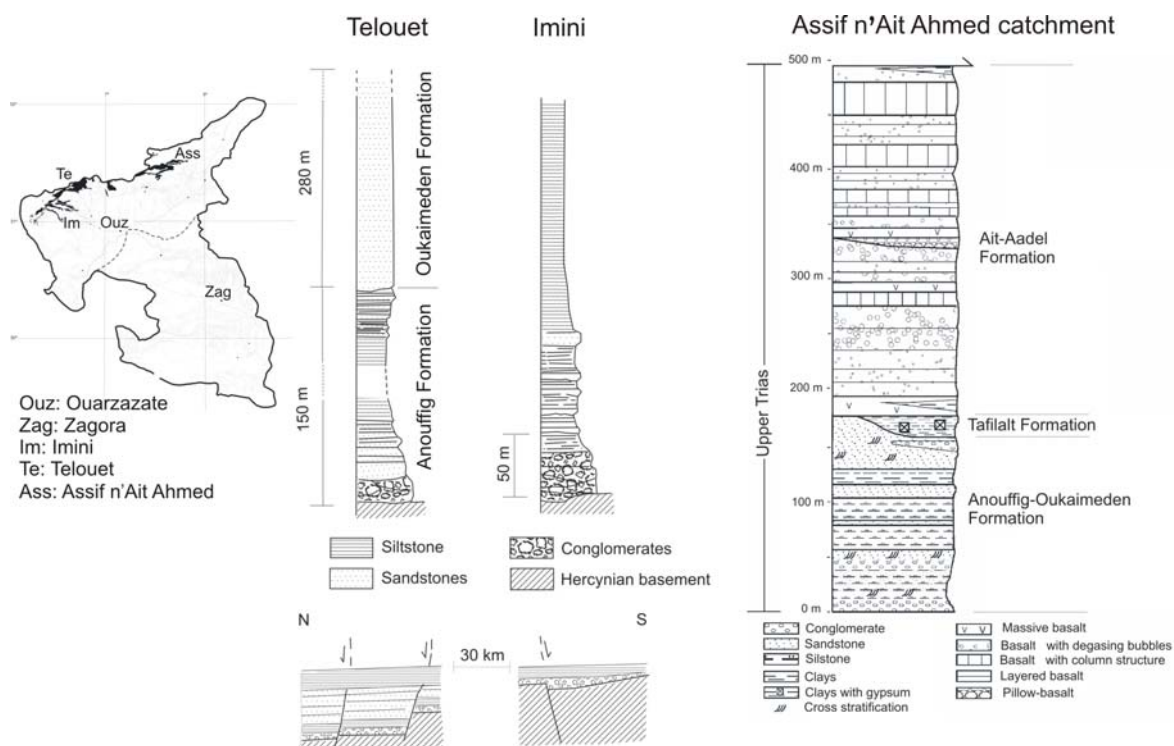 Telouet
Imini
Assif n'Ait Ahmed catchment
Te
Ass
Im
Ouz
Zag
Ouz: Ouarzazate
Zag: Zagora
Im: Imini
Te: Telouet
Ass: Assif n'Ait Ahmed
280 m
150 m
Oukaimeden Formation
Anouffig Formation
50 m
Siltstone
Sandstones
Conglomerates
Hercynian basement
N
30 km
S
Upper Trias
500 m
400 m
300 m
200 m
100 m
0 m
Ait-Aadel
Formation
Tafilalt Formation
Anouffig-Oukaimeden
Formation
Conglomerate
Sandstone
Silstone
Clays
Clays with gypsum
Cross stratification
Massive basalt
Basalt with degasing bubbles
Basalt with column structure
Layered basalt
Pillow-basalt